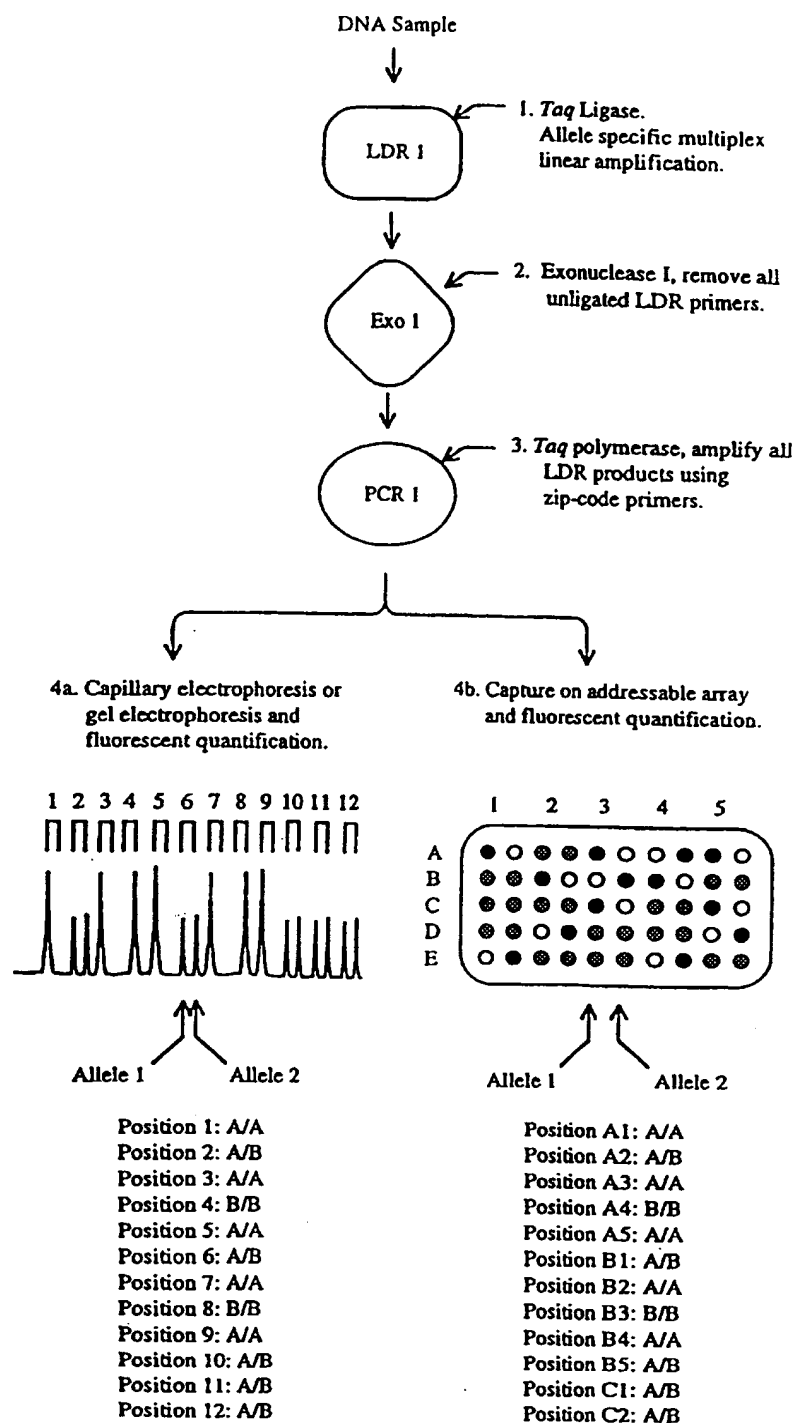 DNA Sample
LDR 1
1. Taq Ligase.
Allele specific multiplex
linear amplification.
Exo 1
2. Exonuclease I, remove all
unligated LDR primers.
PCR 1
3. Taq polymerase, amplify all
LDR products using
zip-code primers.
4a. Capillary electrophoresis or
gel electrophoresis and
fluorescent quantification.
1 2 3 4 5 6 7 8 9 10 11 12
Allele 1 Allele 2
Position 1: A/A
Position 2: A/B
Position 3: A/A
Position 4: B/B
Position 5: A/A
Position 6: A/B
Position 7: A/A
Position 8: B/B
Position 9: A/A
Position 10: A/B
Position 11: A/B
Position 12: A/B
4b. Capture on addressable array
and fluorescent quantification.
1 2 3 4 5
A
B
C
D
E
Allele 1 Allele 2
Position A1: A/A
Position A2: A/B
Position A3: A/A
Position A4: B/B
Position A5: A/A
Position B1: A/B
Position B2: A/A
Position B3: B/B
Position B4: A/A
Position B5: A/B
Position C1: A/B
Position C2: A/B